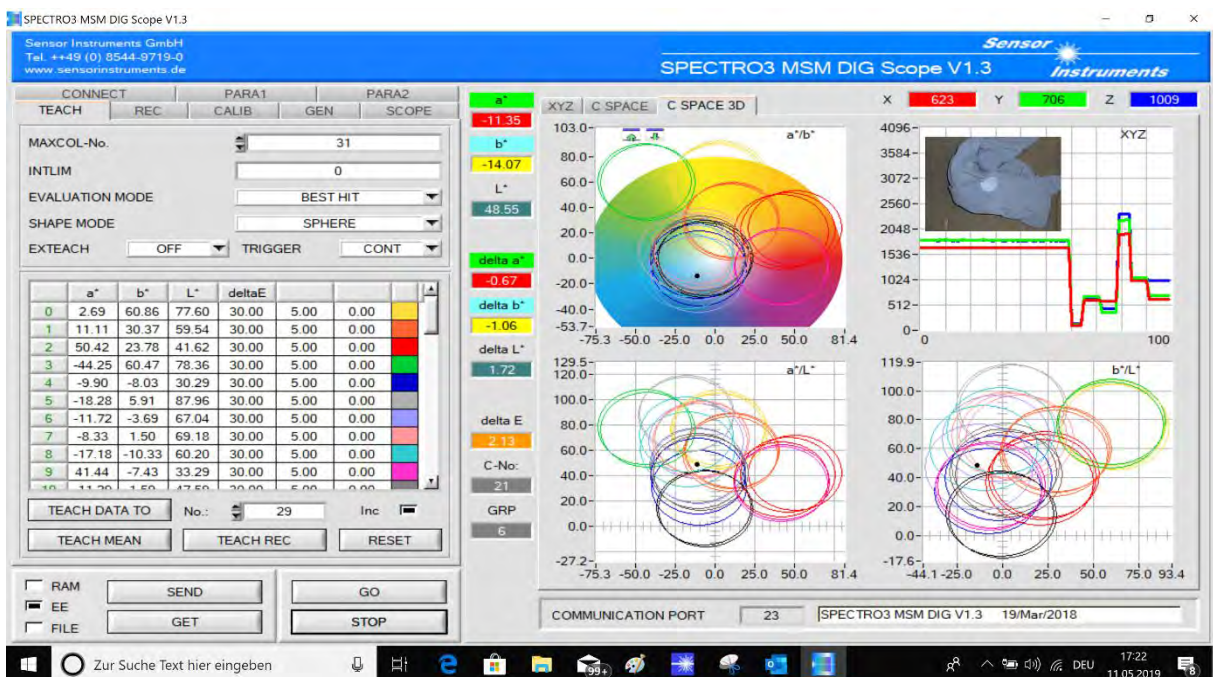 SPECTRO3 MSM DIG Scope V1.3
Sensor Instruments GmbH
Tel. ++49 (0) 8544-9719-0
www.sensorinstruments.de
Sensor
Instruments
SPECTRO3 MSM DIG Scope V1.3
CONNECT PARA1 PARA2
TEACH REC CALIB GEN SCOPE
MAXCOL-No. 31
INTLIM 0
EVALUATION MODE BEST HIT
SHAPE MODE SPHERE
EXTEACH OFF TRIGGER CONT
a* b* L* deltaE
0 2.69 60.86 77.60 30.00 5.00 0.00
1 11.11 30.37 59.54 30.00 5.00 0.00
2 50.42 23.78 41.62 30.00 5.00 0.00
3 -44.25 60.47 78.36 30.00 5.00 0.00
4 -9.90 -8.03 30.29 30.00 5.00 0.00
5 -18.28 5.91 87.96 30.00 5.00 0.00
6 -11.72 -3.69 67.04 30.00 5.00 0.00
7 -8.33 1.50 69.18 30.00 5.00 0.00
8 -17.18 -10.33 60.20 30.00 5.00 0.00
9 41.44 -7.43 33.29 30.00 5.00 0.00
TEACH DATA TO No.: 29 Inc
TEACH MEAN TEACH REC RESET
RAM
EE
FILE
SEND GO
GET STOP
a*
-11.35
b*
-14.07
L*
48.55
delta a*
-0.67
delta b*
-1.06
delta L*
1.72
delta E
2.13
C-No:
21
GRP
6
XYZ C SPACE C SPACE 3D
X 623 Y 706 Z 1009
a*/b*
103.0-
80.0-
60.0-
40.0-
20.0-
0.0-
-20.0-
-40.0-
-53.7-
-75.3 -50.0 -25.0 0.0 25.0 50.0 81.4
XYZ
4096-
3584-
3072-
2560-
2048-
1536-
1024-
512-
0-
0 100
a*/L*
129.5-
120.0-
100.0-
80.0-
60.0-
40.0-
20.0-
0.0-
-27.2-
-75.3 -50.0 -25.0 0.0 25.0 50.0 81.4
b*/L*
119.9-
100.0-
80.0-
60.0-
40.0-
20.0-
0.0-
-17.6-
-44.1 -25.0 0.0 25.0 50.0 75.0 93.4
COMMUNICATION PORT 23 SPECTRO3 MSM DIG V1.3 19/Mar/2018
Zur Suche Text hier eingeben
99+
DEU
17:22
11.05.2019
8